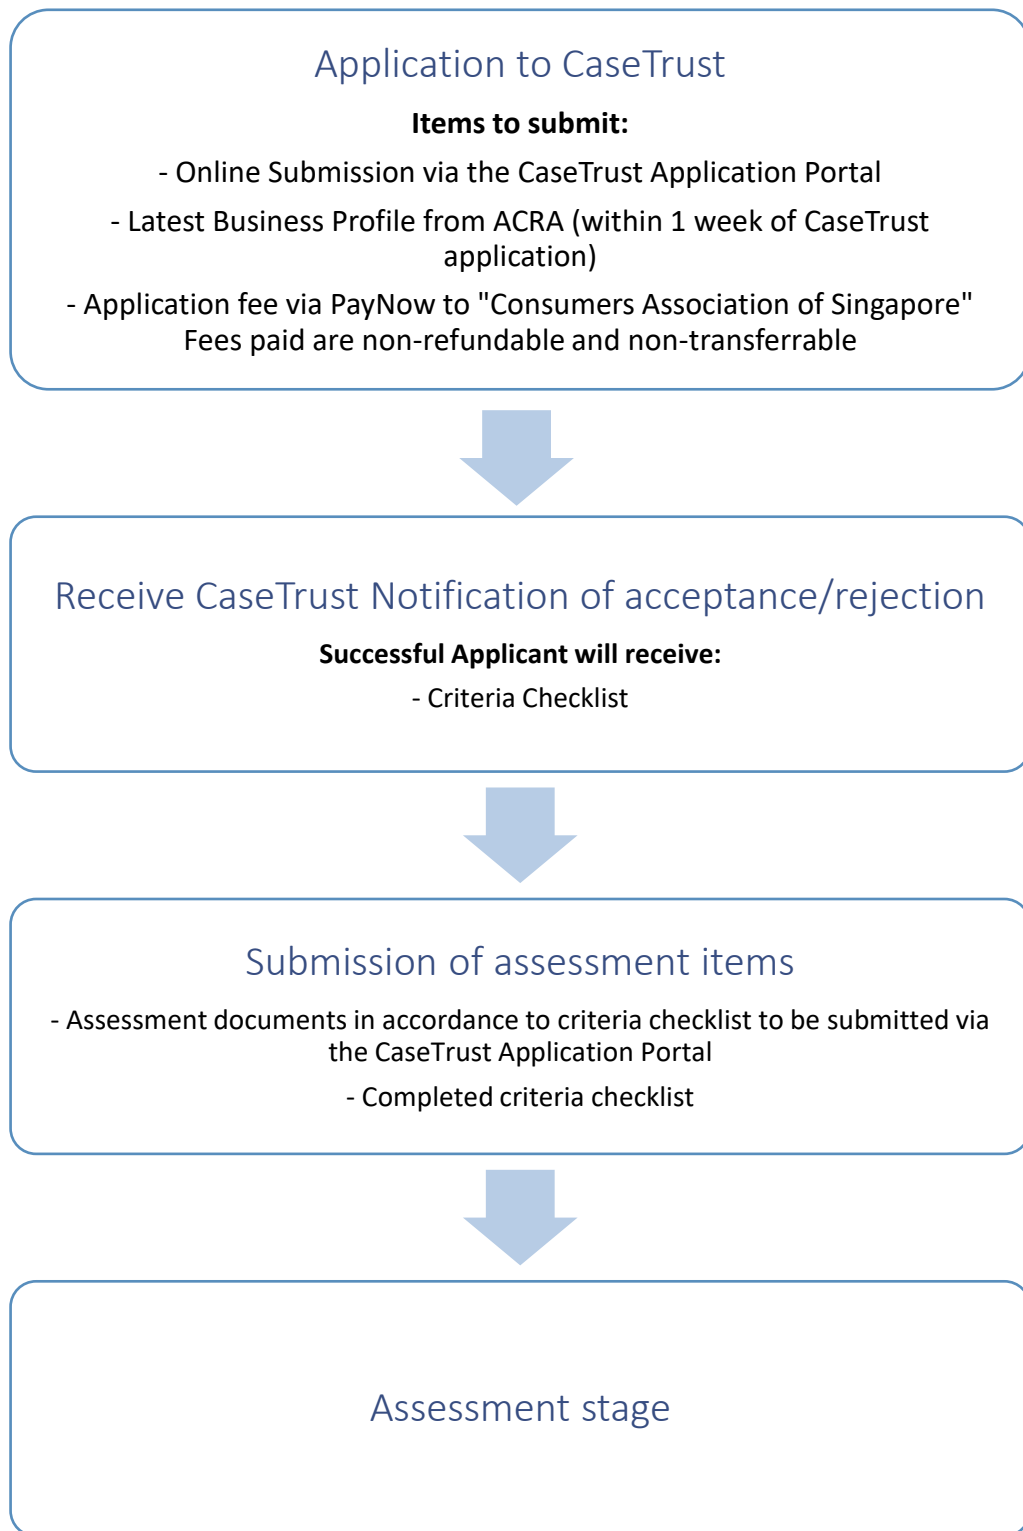 Application to CaseTrust
Items to submit:
- Online Submission via the CaseTrust Application Portal
- Latest Business Profile from ACRA (within 1 week of CaseTrust
application)
- Application fee via PayNow to "Consumers Association of Singapore"
Fees paid are non-refundable and non-transferrable
Receive CaseTrust Notification of acceptance/rejection
Successful Applicant will receive:
- Criteria Checklist
Submission of assessment items
- Assessment documents in accordance to criteria checklist to be submitted via
the CaseTrust Application Portal
- Completed criteria checklist
Assessment stage